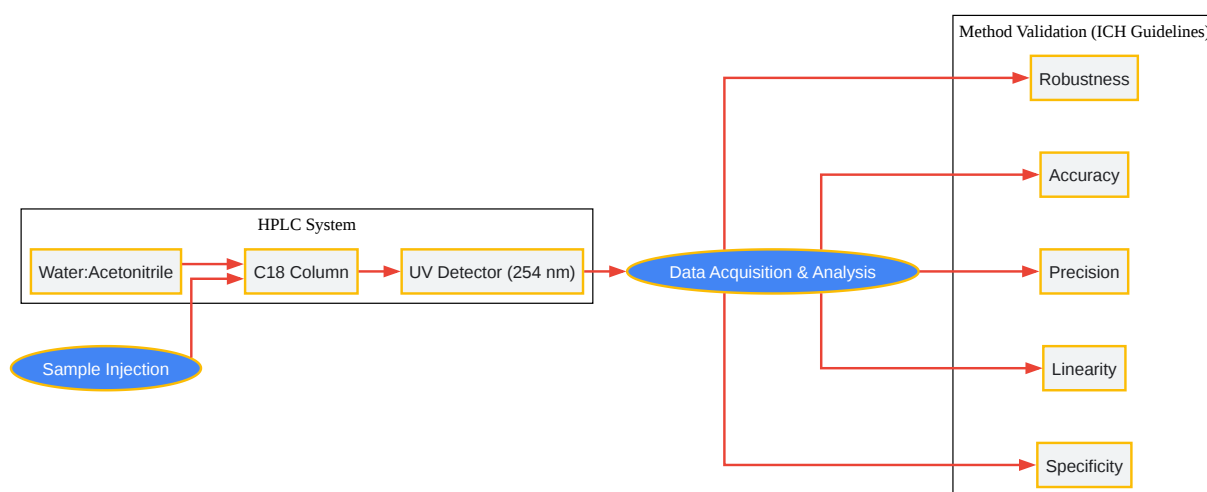 Method Validation (ICH Guidelines)
Robustness
Accuracy
HPLC System
Water:Acetonitrile
C18 Column
UV Detector (254 nm)
Data Acquisition & Analysis
Precision
Sample Injection
Linearity
Specificity